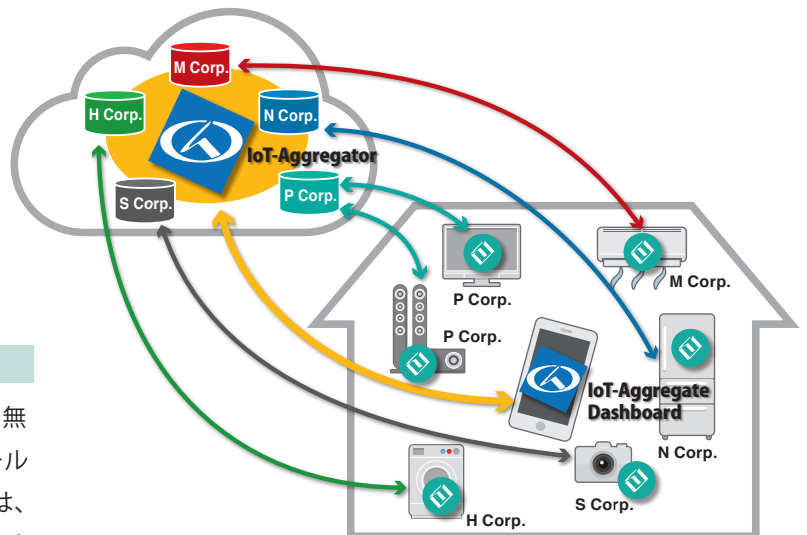 M Corp.
H Corp.
N Corp.
IoT-Aggregator
S Corp.
P Corp.
P Corp.
M Corp.
P Corp.
IoT-Aggregate
Dashboard
N Corp.
S Corp.
H Corp.
無
ール
は、